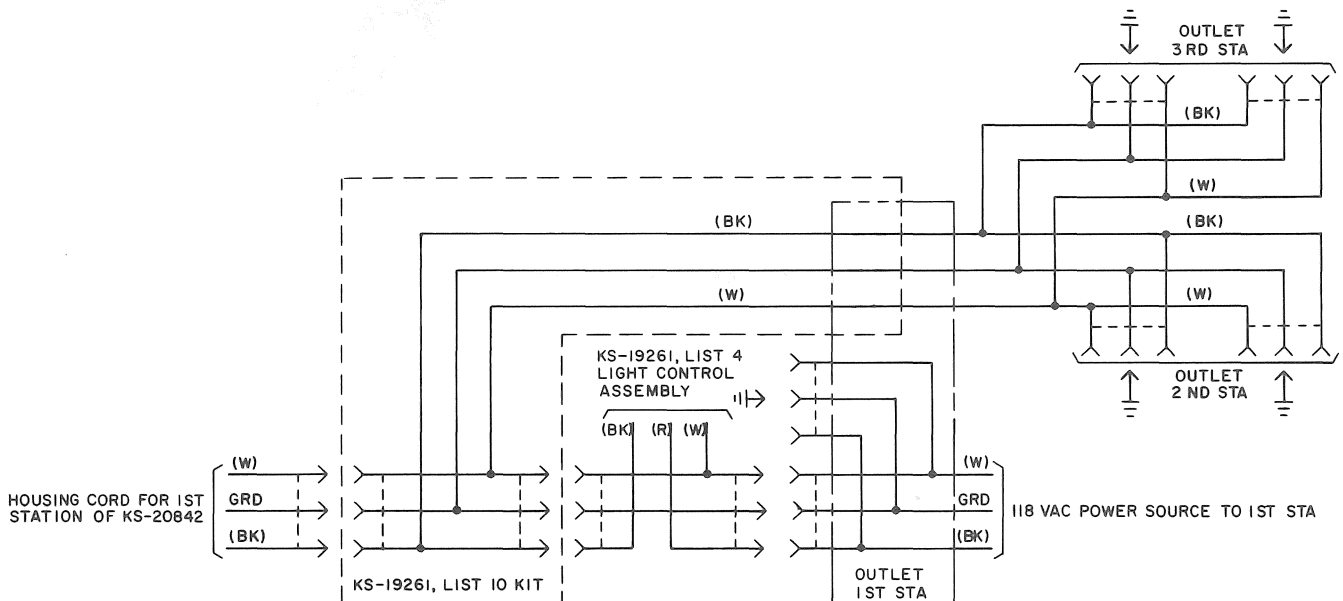 OUTLET
3RD STA
(BK)
(W)
(BK)
(BK)
(W)
(W)
KS-19261, LIST 4
LIGHT CONTROL
ASSEMBLY
(BK) (R) (W)
OUTLET
2ND STA
(W)
GRD
(BK)
HOUSING CORD FOR 1ST
STATION OF KS-20842
(W)
GRD
(BK)
118 VAC POWER SOURCE TO 1ST STA
KS-19261, LIST 10 KIT
OUTLET
1ST STA